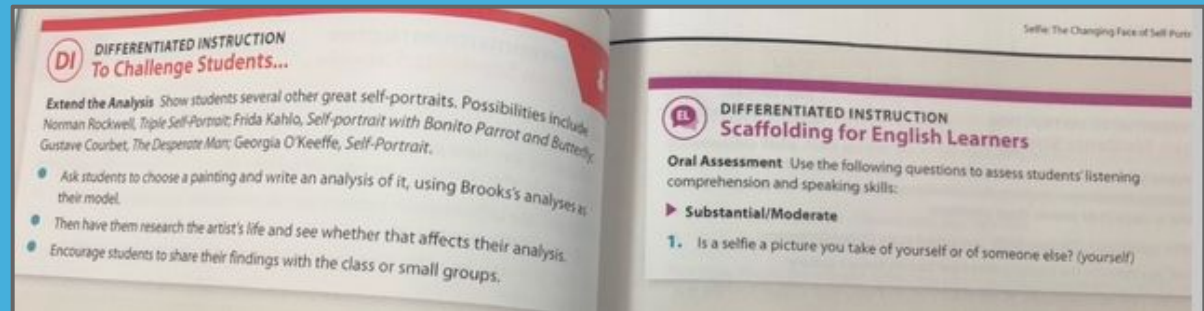 DI
DIFFERENTIATED INSTRUCTION
To Challenge Students...
Extend the Analysis Show students several other great self-portraits. Possibilities include
Norman Rockwell, Triple Self-Portrait; Frida Kahlo, Self-portrait with Bonito Parrot and Butterfly;
Gustave Courbet, The Desperate Man; Georgia O'Keeffe, Self-Portrait.
• Ask students to choose a painting and write an analysis of it, using Brooks's analyses as
their model.
• Then have them research the artist's life and see whether that affects their analysis.
• Encourage students to share their findings with the class or small groups.
Selfie: The Changing Face of Self
EL
DIFFERENTIATED INSTRUCTION
Scaffolding for English Learners
Oral Assessment Use the following questions to assess students' listening
comprehension and speaking skills:
Substantial/Moderate
1. Is a selfie a picture you take of yourself or of someone else? (yourself)